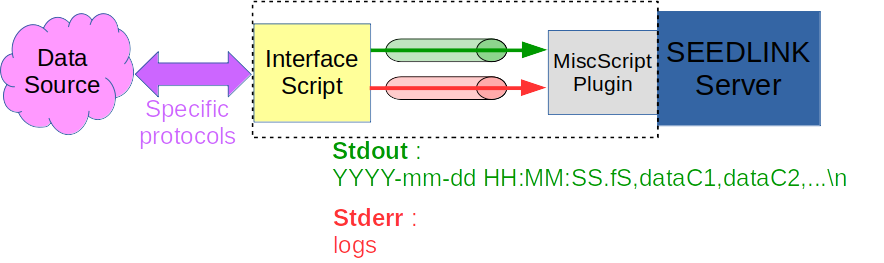 Data
Source
Specific
protocols
Interface
Script
MiscScript
Plugin
SEEDLINK
Server
Stdout :
YYYY-mm-dd HH:MM:SS.fS,dataC1,dataC2,...\n
Stderr :
logs